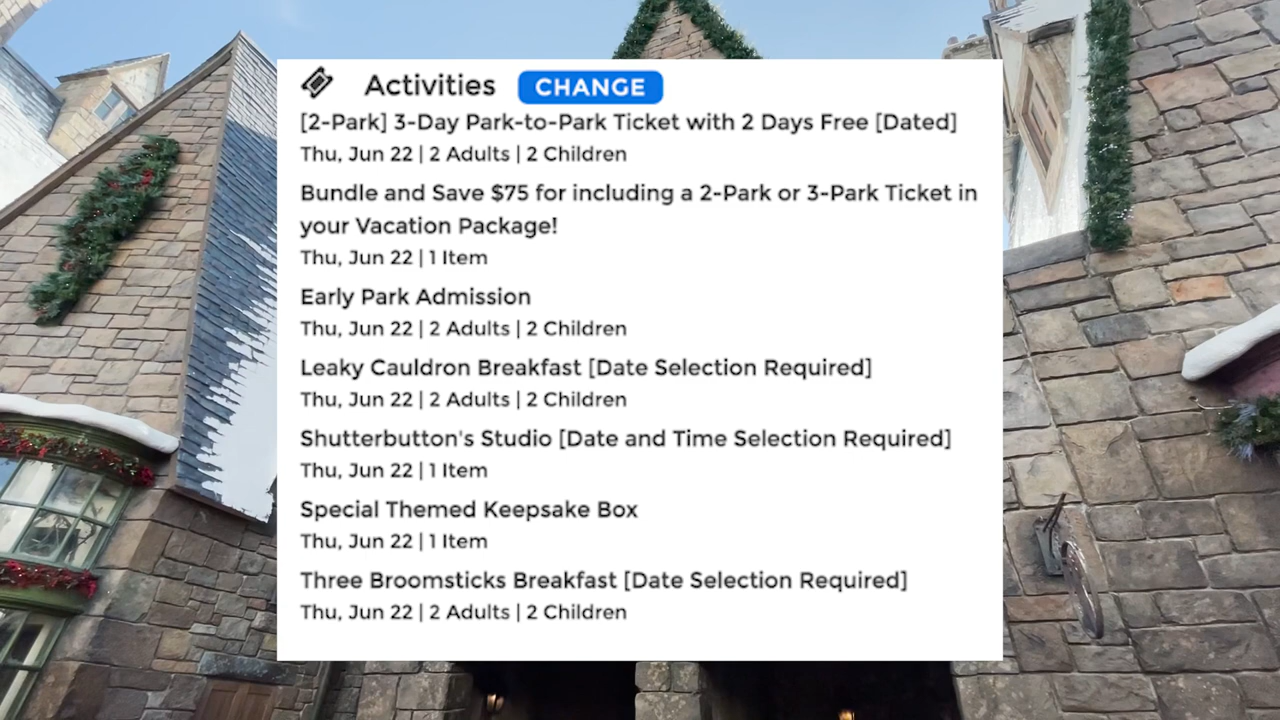 Activities CHANGE
[2-Park] 3-Day Park-to-Park Ticket with 2 Days Free [Dated]
Thu, Jun 22 | 2 Adults | 2 Children
Bundle and Save $75 for including a 2-Park or 3-Park Ticket in
your Vacation Package!
Thu, Jun 22 | 1 Item
Early Park Admission
Thu, Jun 22 | 2 Adults | 2 Children
Leaky Cauldron Breakfast [Date Selection Required]
Thu, Jun 22 | 2 Adults | 2 Children
Shutterbutton's Studio [Date and Time Selection Required]
Thu, Jun 22 | 1 Item
Special Themed Keepsake Box
Thu, Jun 22 | 1 Item
Three Broomsticks Breakfast [Date Selection Required]
Thu, Jun 22 | 2 Adults | 2 Children